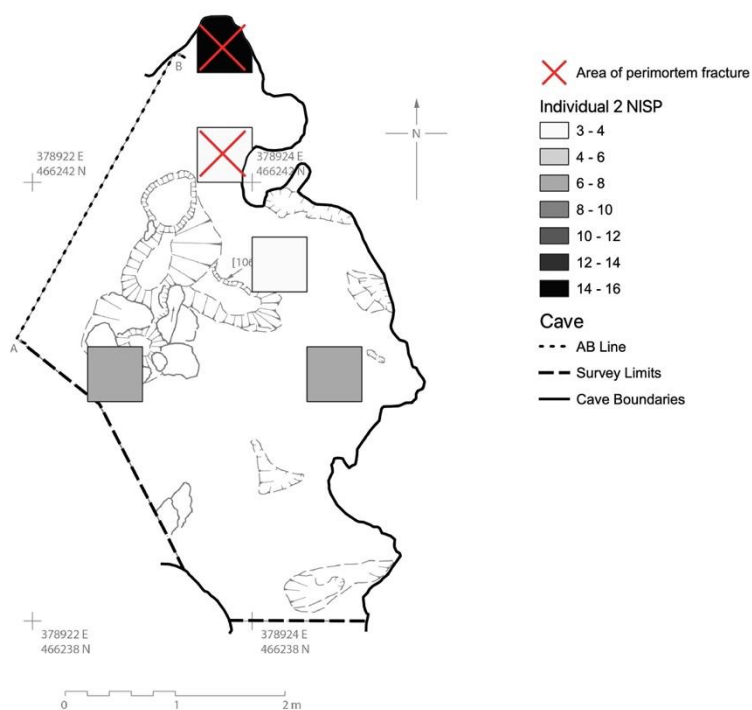 B
378922 E
466242 N
378924 E
466242 N
N
[106
A
378922 E
466238 N
378924 E
466238 N
0 1 2 m
Area of perimortem fracture
Individual 2 NISP
3 - 4
4 - 6
6 - 8
8 - 10
10 - 12
12 - 14
14 - 16
Cave
AB Line
Survey Limits
Cave Boundaries